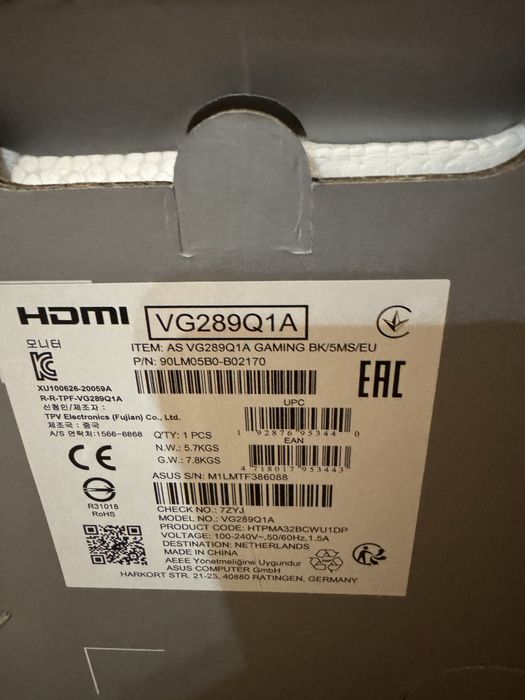 HDMI
VG289Q1A
ITEM: AS VG289Q1A GAMING BK/5MS/EU
P/N: 90LM05B0-B02170
모니터
XU100626-20059A
R-R-TPF-VG289Q1A
신청인/제조자 :
TPV Electronics (Fujian) Co., Ltd.
제조국 : 중국
A/S 연락처:1566-6868
EAC
UPC
1 92876 95344 0
EAN
4 718017 953443
Q'TY: 1 PCS
N.W.: 5.7KGS
G.W.: 7.8KGS
ASUS S/N: M1LMTF386088
CE
R31018
RoHS
CHECK NO.: 7ZYJ
MODEL NO.: VG289Q1A
PRODUCT CODE: HTPMA32BCWU1DP
VOLTAGE: 100-240V~,50/60Hz,1.5A
DESTINATION: NETHERLANDS
MADE IN CHINA
AEEE Yönetmeliğine Uygundur
ASUS COMPUTER GmbH
HARKORT STR. 21-23, 40880 RATINGEN, GERMANY